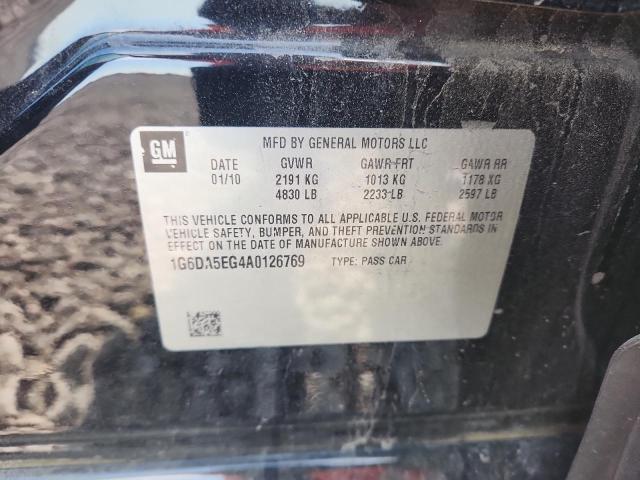 GM
MFD BY GENERAL MOTORS LLC
DATE GVWR GAWR FRT GAWR RR
01/10 2191 KG 1013 KG 1178 KG
4830 LB 2233 LB 2597 LB
THIS VEHICLE CONFORMS TO ALL APPLICABLE U.S. FEDERAL MOTOR
VEHICLE SAFETY, BUMPER, AND THEFT PREVENTION STANDARDS IN
EFFECT ON THE DATE OF MANUFACTURE SHOWN ABOVE.
1G6DA5EG4A0126769 TYPE: PASS CAR